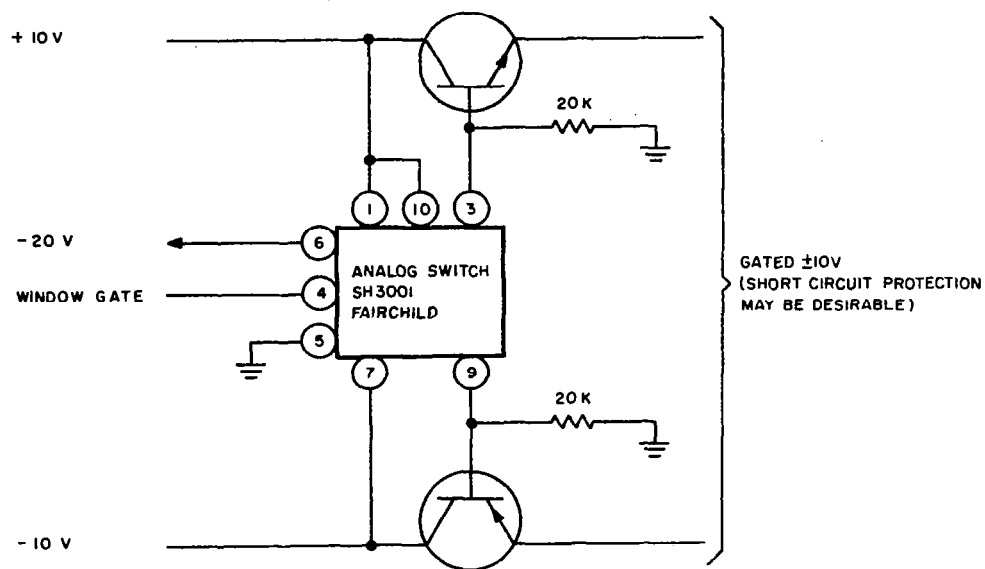 + 10 V
20 K
1
10
3
- 20 V
6
ANALOG SWITCH
SH3001
FAIRCHILD
WINDOW GATE
4
5
7
9
GATED ±10V
(SHORT CIRCUIT PROTECTION
MAY BE DESIRABLE)
20 K
- 10 V